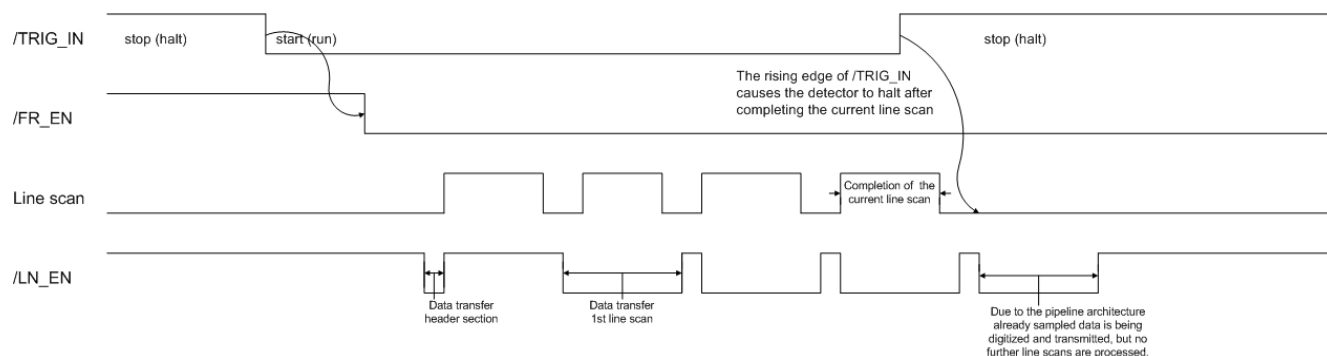 /TRIG_IN
stop (halt)
start (run)
stop (halt)
The rising edge of /TRIG_IN
causes the detector to halt after
completing the current line scan
/FR_EN
Line scan
Completion of the
current line scan
/LN_EN
Data transfer
header section
Data transfer
1st line scan
Due to the pipeline architecture
already sampled data is being
digitized and transmitted, but no
further line scans are processed.